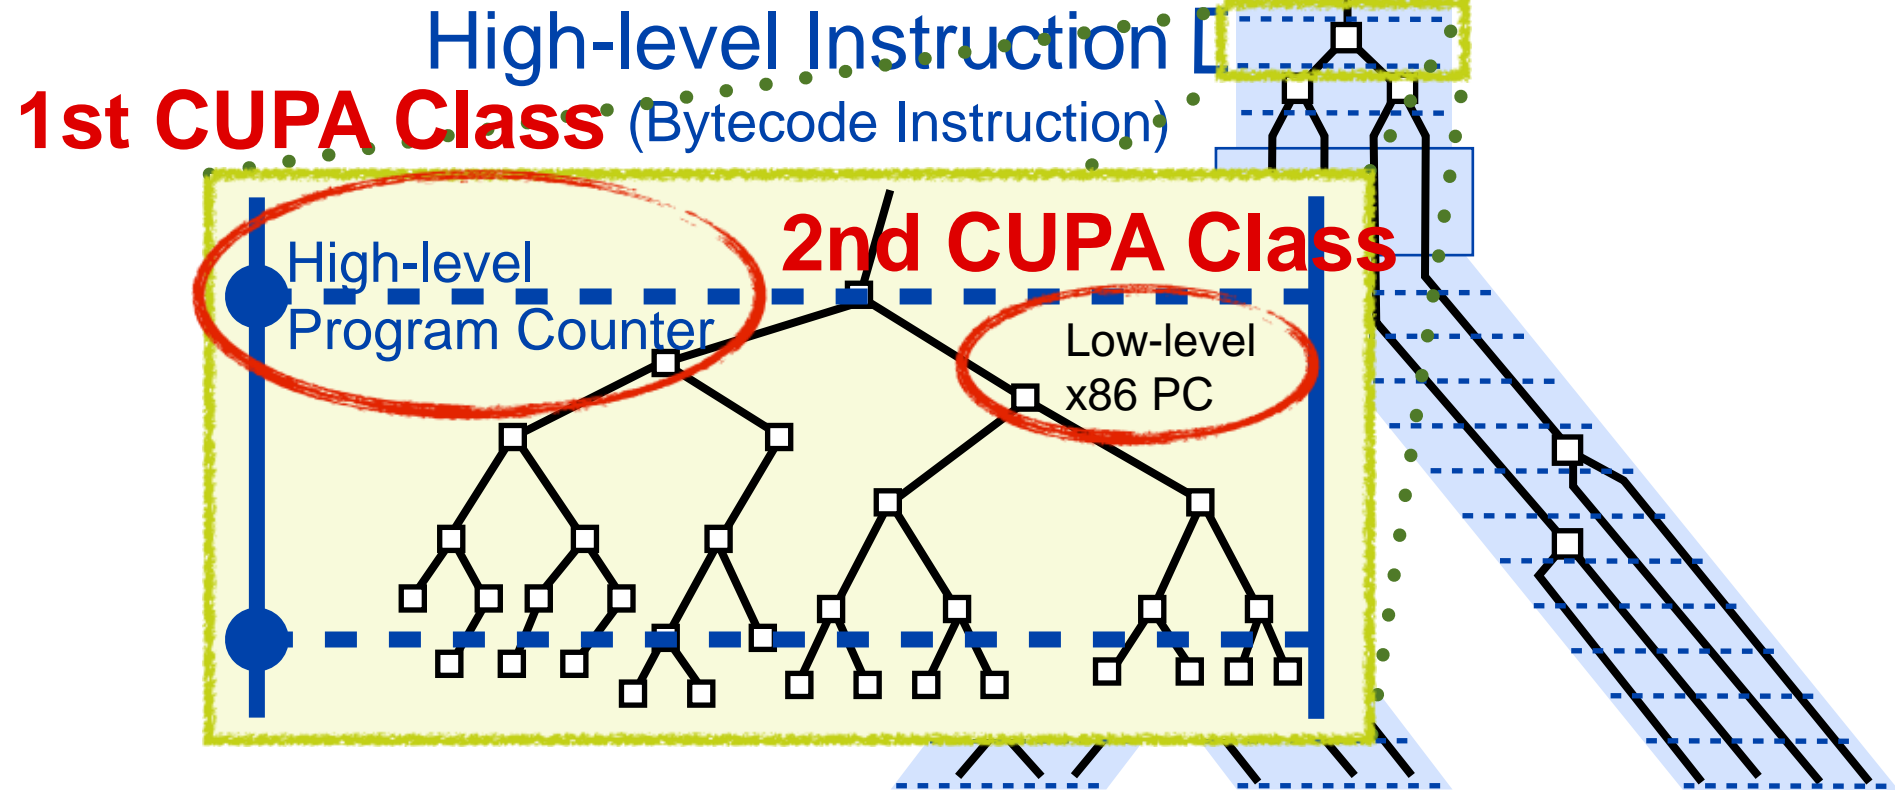 High-level Instruction
1st CUPA Class (Bytecode Instruction)
2nd CUPA Class
High-level
Program Counter
Low-level
x86 PC